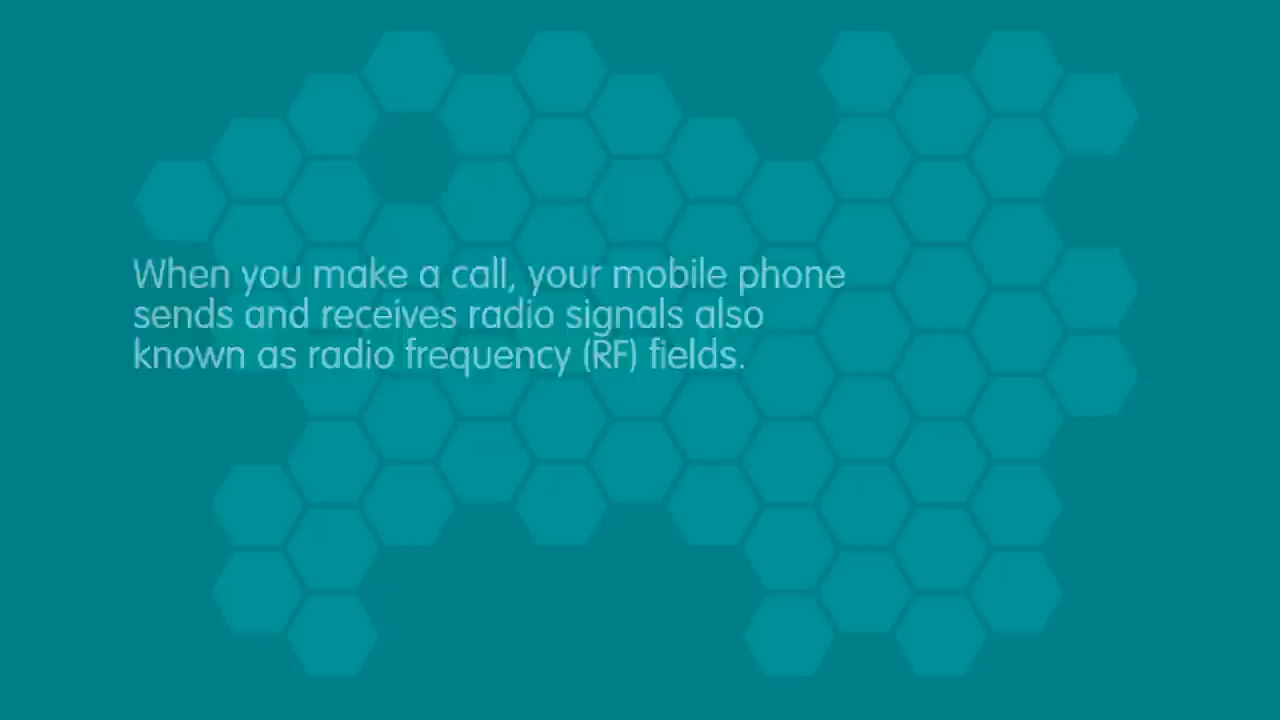 When you make a call, your mobile phone
sends and receives radio signals also
known as radio frequency (RF) fields.